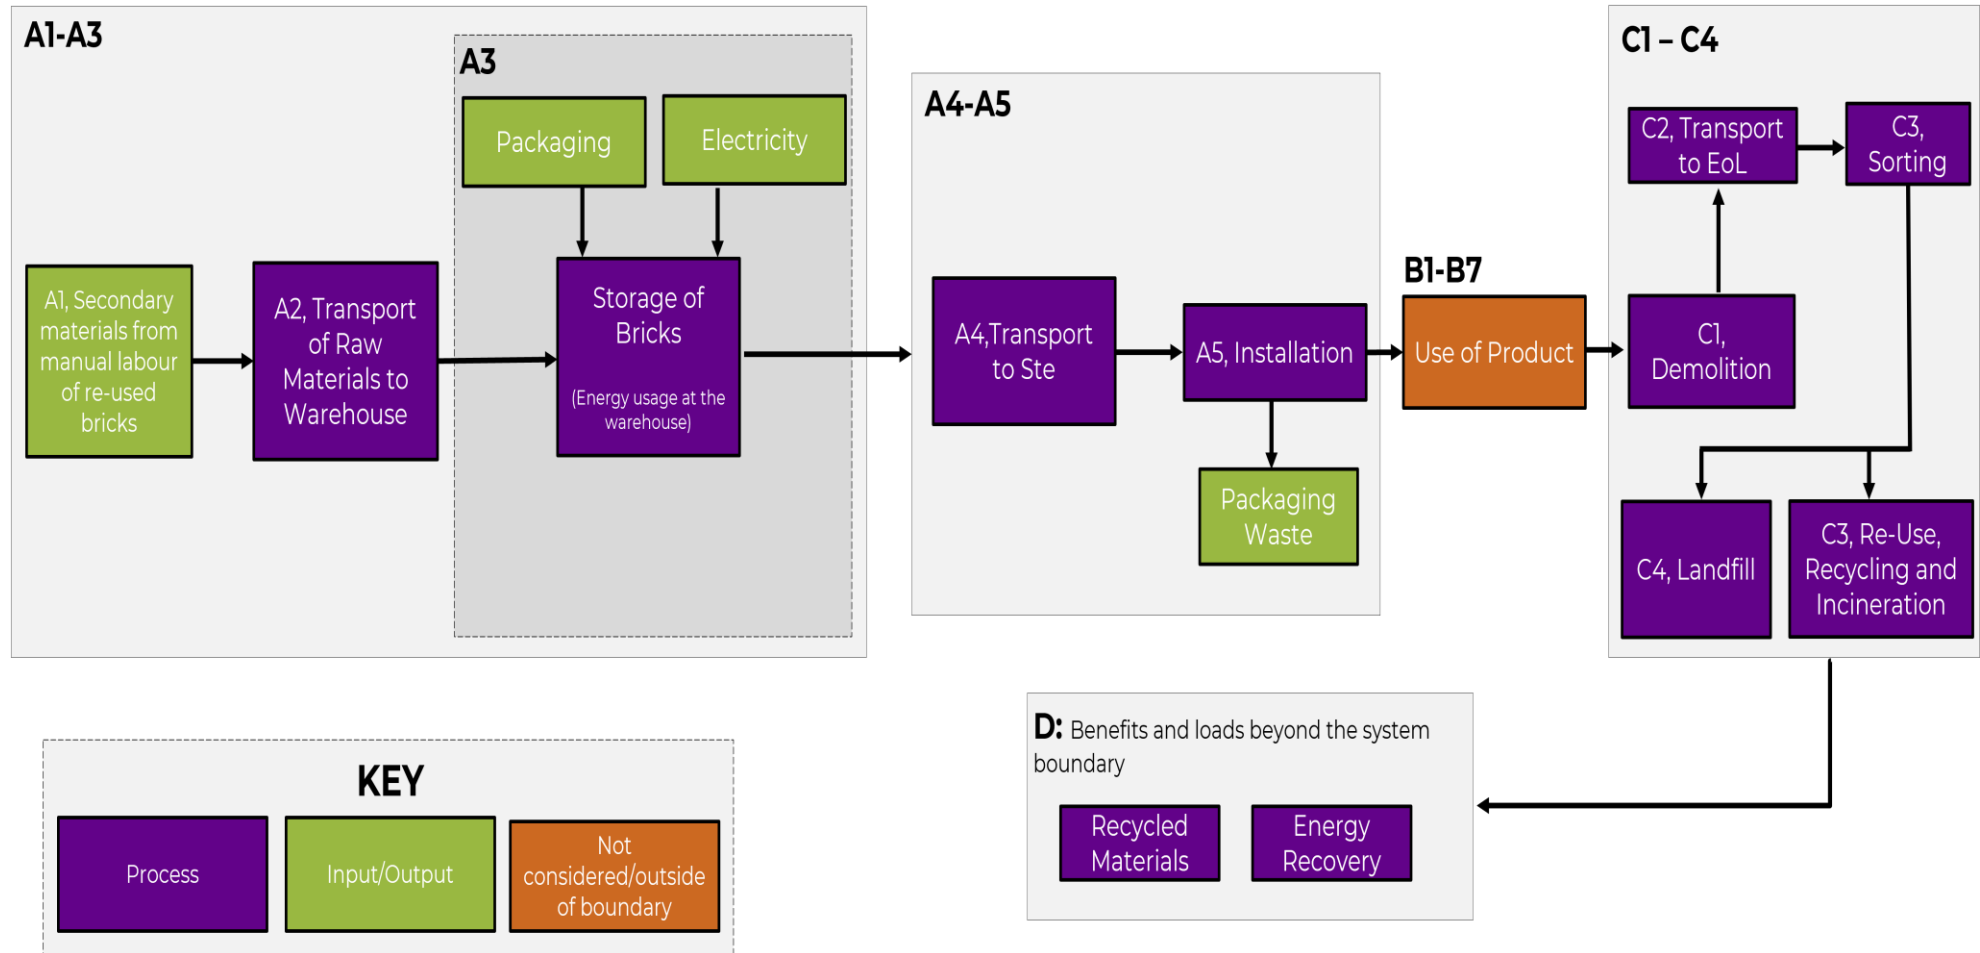 A1-A3
A3
Packaging
Electricity
A1, Secondary
materials from
manual labour
of re-used
bricks
A2, Transport
of Raw
Materials to
Warehouse
Storage of
Bricks
(Energy usage at the
warehouse)
A4-A5
A4,Transport
to Ste
A5, Installation
Packaging
Waste
B1-B7
Use of Product
C1 – C4
C2, Transport
to EoL
C3,
Sorting
C1,
Demolition
C4, Landfill
C3, Re-Use,
Recycling and
Incineration
D: Benefits and loads beyond the system
boundary
Recycled
Materials
Energy
Recovery
KEY
Process
Input/Output
Not
considered/outside
of boundary